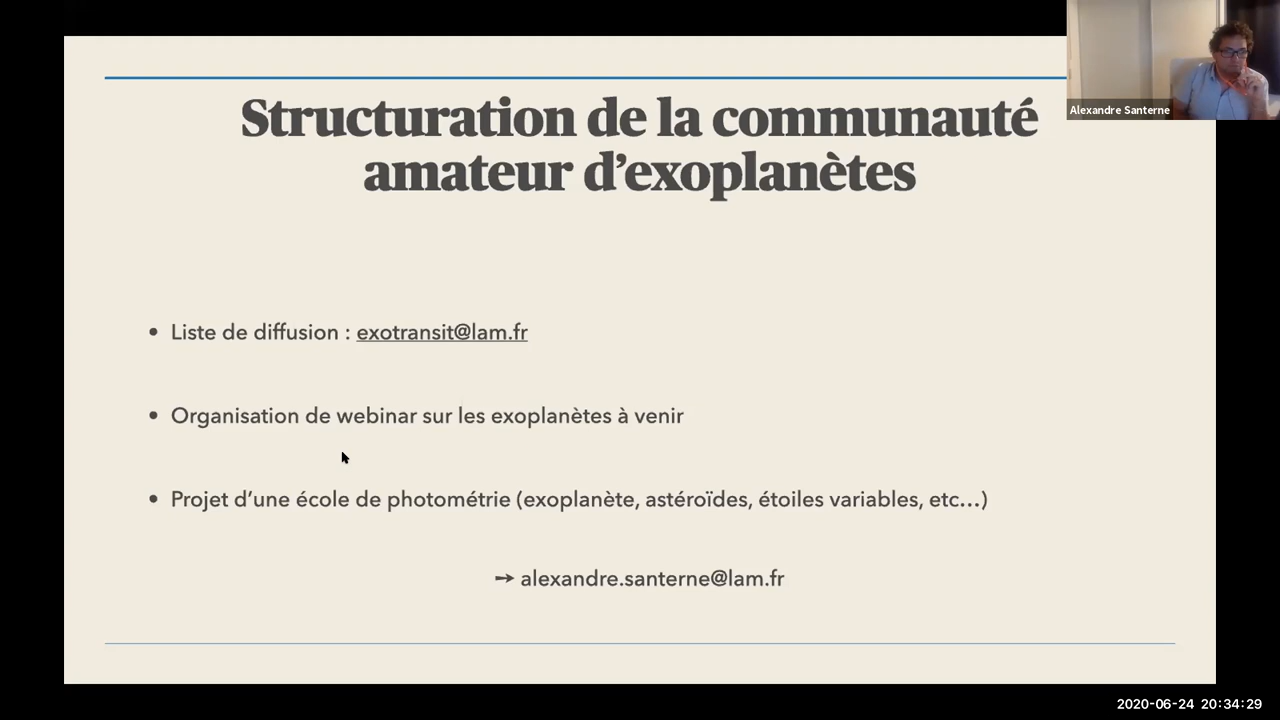 Structuration de la communauté
amateur d’exoplanètes
Alexandre Santerne
• Liste de diffusion : exotransit@lam.fr
• Organisation de webinar sur les exoplanètes à venir
• Projet d’une école de photométrie (exoplanète, astéroïdes, étoiles variables, etc…)
➙ alexandre.santerne@lam.fr
2020-06-24 20:34:29